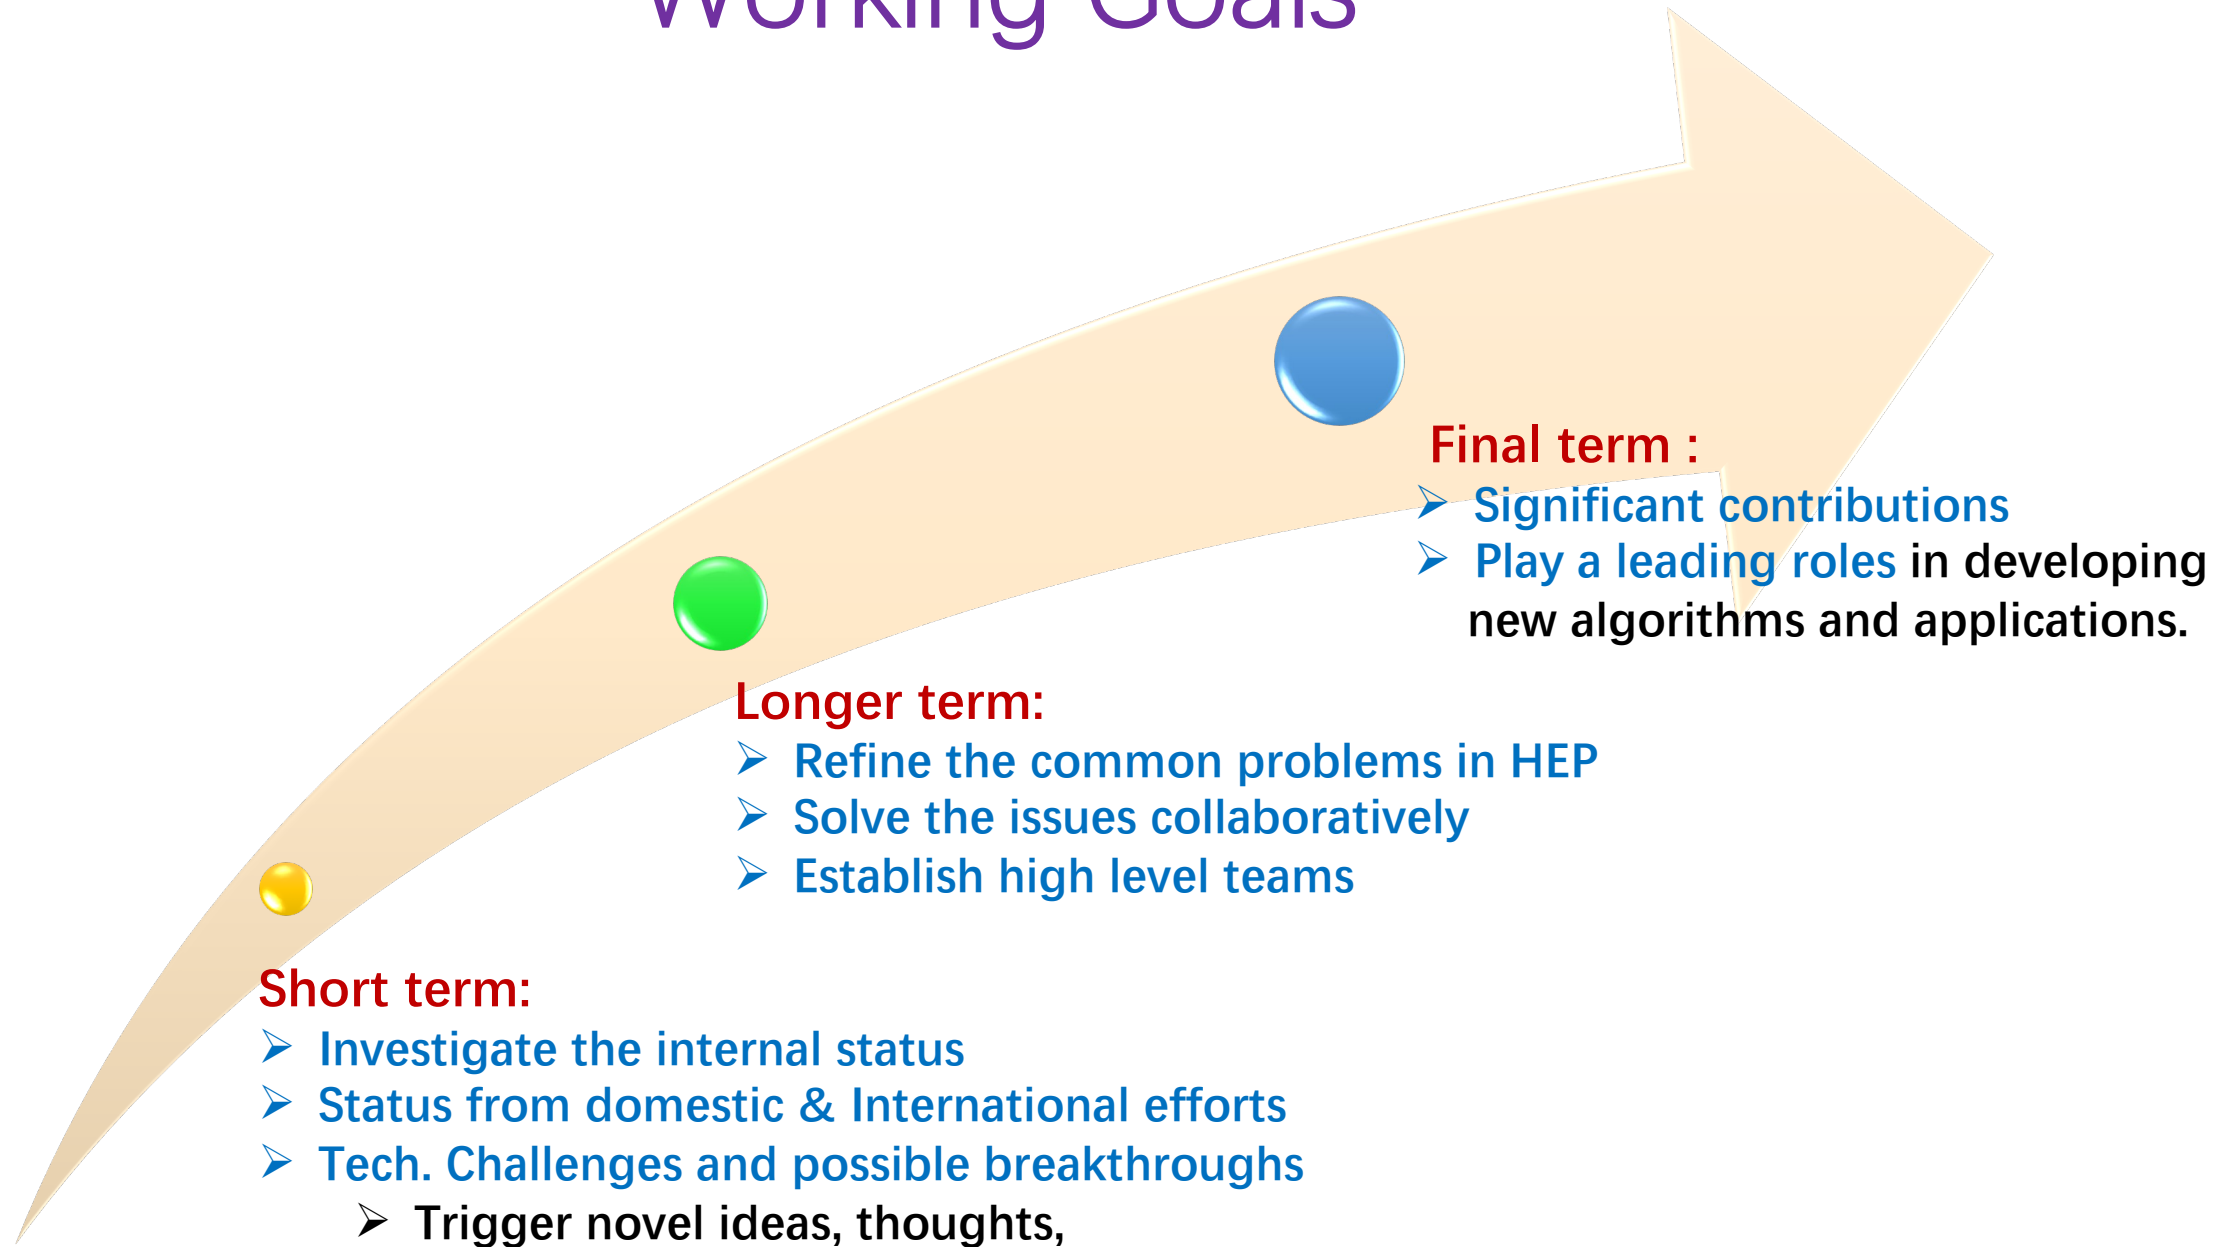 Working Goals
Final term :
➢ Significant contributions
➢ Play a leading roles in developing
new algorithms and applications.
Longer term:
➢ Refine the common problems in HEP
➢ Solve the issues collaboratively
➢ Establish high level teams
Short term:
➢ Investigate the internal status
➢ Status from domestic & International efforts
➢ Tech. Challenges and possible breakthroughs
➢ Trigger novel ideas, thoughts,